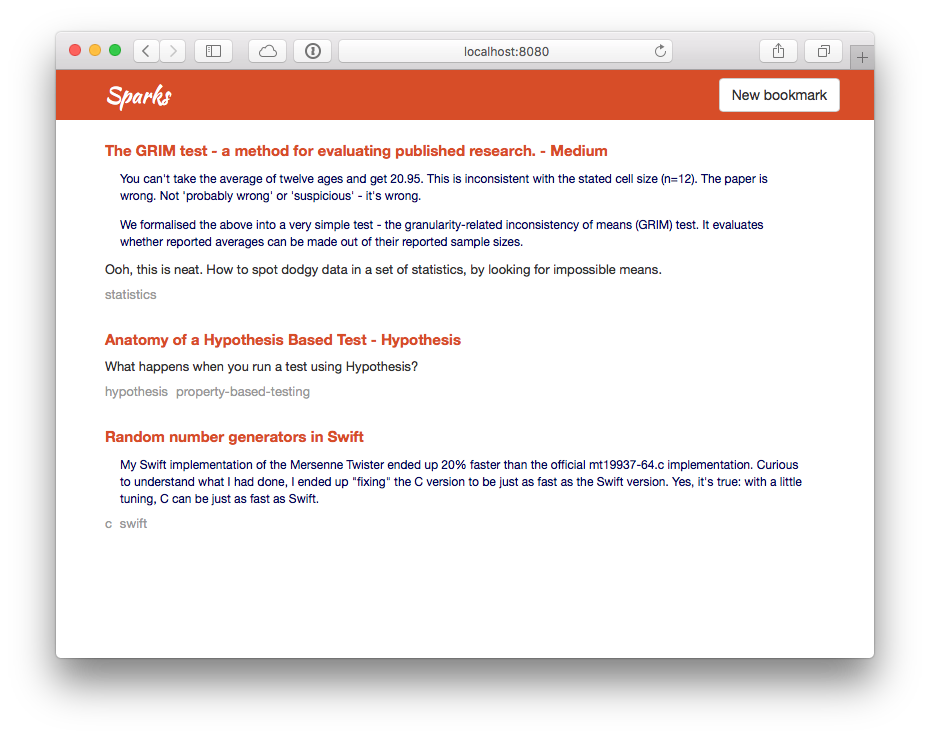 localhost:8080
Sparks
New bookmark
The GRIM test - a method for evaluating published research. - Medium
You can't take the average of twelve ages and get 20.95. This is inconsistent with the stated cell size (n=12). The paper is
wrong. Not 'probably wrong' or 'suspicious' - it's wrong.
We formalised the above into a very simple test - the granularity-related inconsistency of means (GRIM) test. It evaluates
whether reported averages can be made out of their reported sample sizes.
Ooh, this is neat. How to spot dodgy data in a set of statistics, by looking for impossible means.
statistics
Anatomy of a Hypothesis Based Test - Hypothesis
What happens when you run a test using Hypothesis?
hypothesis property-based-testing
Random number generators in Swift
My Swift implementation of the Mersenne Twister ended up 20% faster than the official mt19937-64.c implementation. Curious
to understand what I had done, I ended up "fixing" the C version to be just as fast as the Swift version. Yes, it's true: with a little
tuning, C can be just as fast as Swift.
c swift